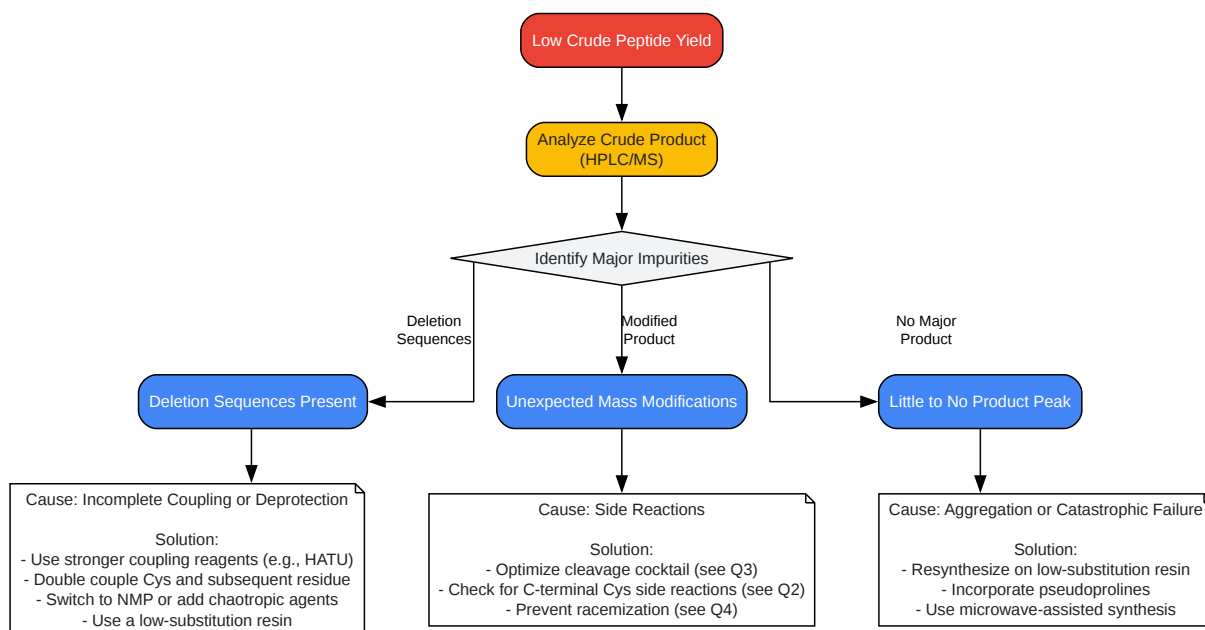 Low Crude Peptide Yield
Analyze Crude Product
(HPLC/MS)
Identify Major Impurities
Deletion
Sequences
Modified
Product
No Major
Product
Deletion Sequences Present
Unexpected Mass Modifications
Little to No Product Peak
Cause: Incomplete Coupling or Deprotection
Solution:
- Use stronger coupling reagents (e.g., HATU)
- Double couple Cys and subsequent residue
- Switch to NMP or add chaotropic agents
- Use a low-substitution resin
Cause: Side Reactions
Solution:
- Optimize cleavage cocktail (see Q3)
- Check for C-terminal Cys side reactions (see Q2)
- Prevent racemization (see Q4)
Cause: Aggregation or Catastrophic Failure
Solution:
- Resynthesize on low-substitution resin
- Incorporate pseudoprolines
- Use microwave-assisted synthesis